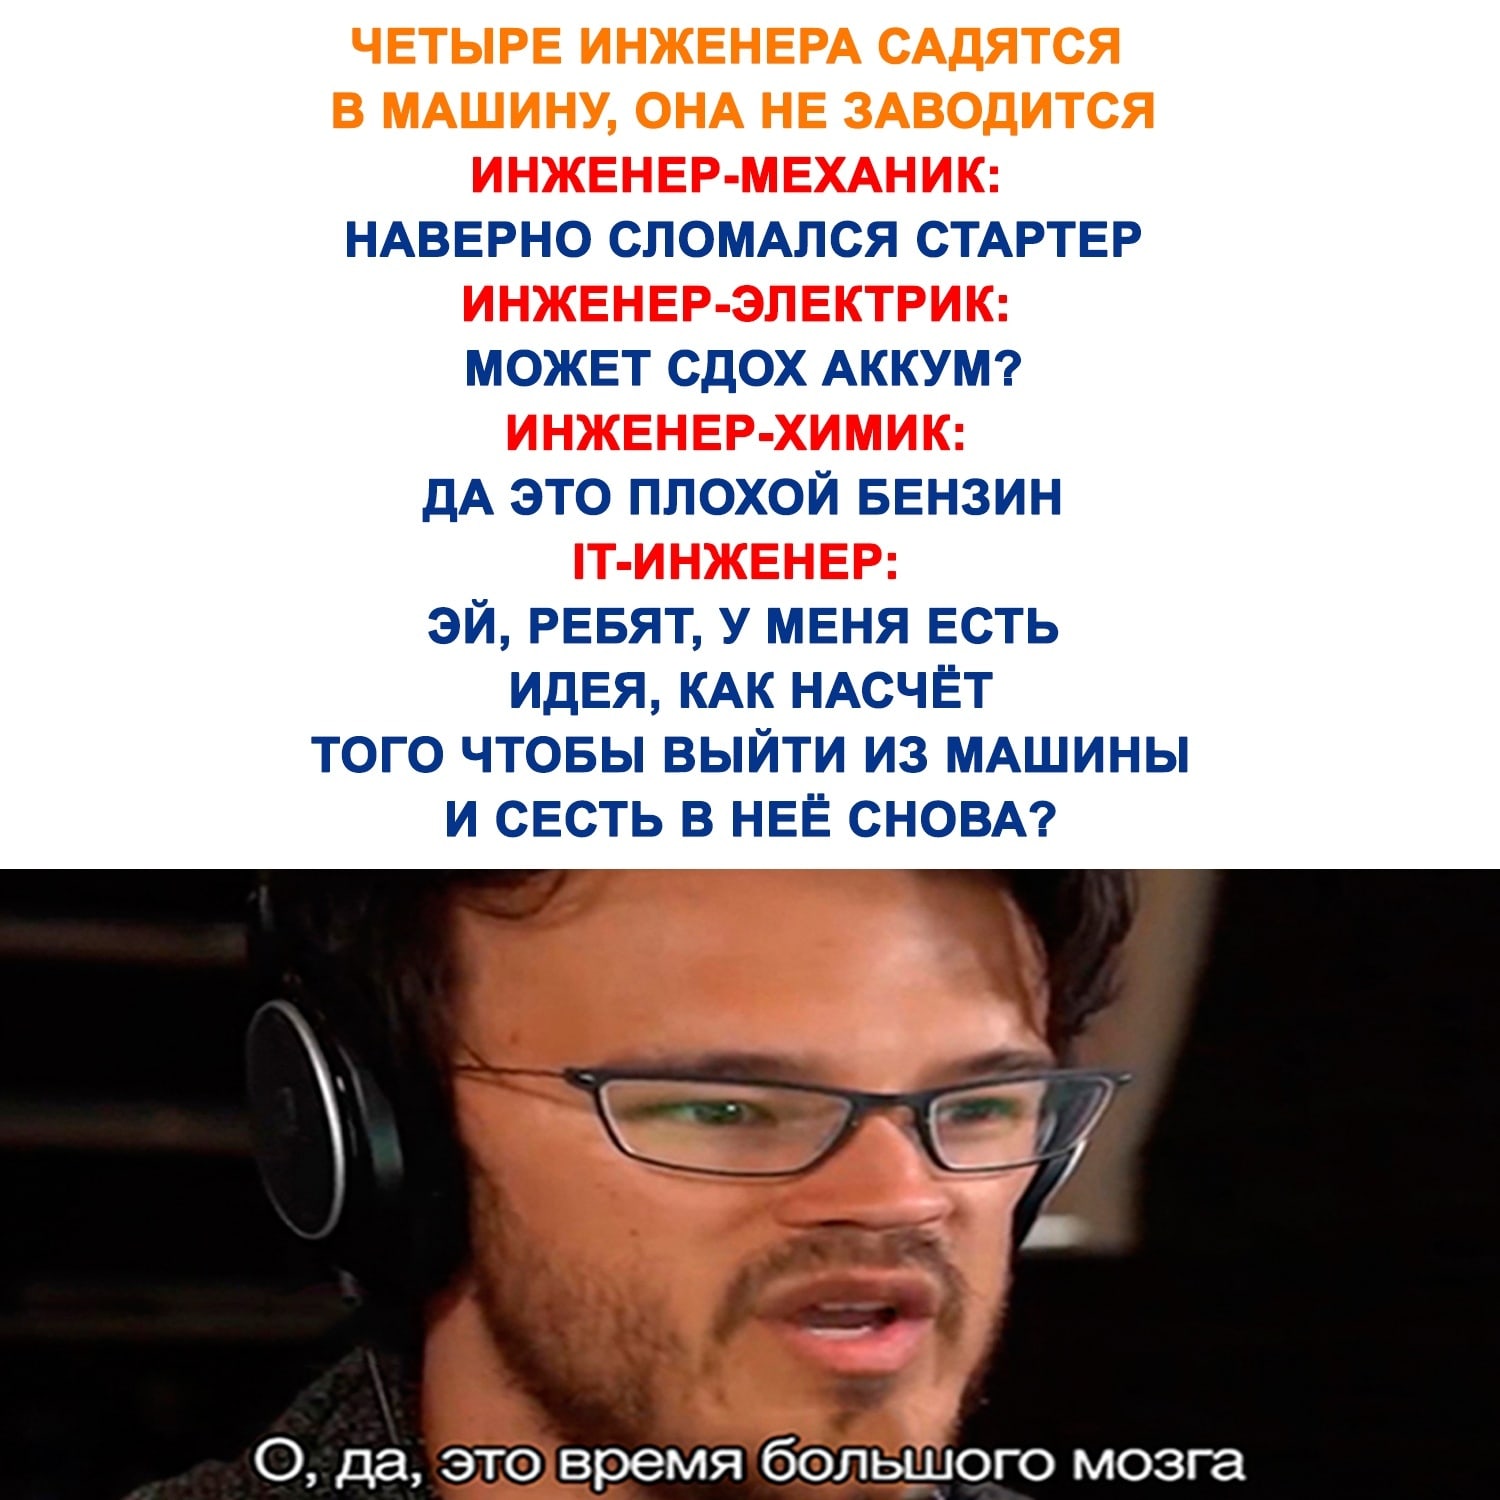 ЧЕТЫРЕ ИНЖЕНЕРА САДЯТСЯ
В МАШИНУ, ОНА НЕ ЗАВОДИТСЯ
ИНЖЕНЕР-МЕХАНИК:
НАВЕРНО СЛОМАЛСЯ СТАРТЕР
ИНЖЕНЕР-ЭЛЕКТРИК:
МОЖЕТ СДОХ АККУМ?
ИНЖЕНЕР-ХИМИК:
ДА ЭТО ПЛОХОЙ БЕНЗИН
IT-ИНЖЕНЕР:
ЭЙ, РЕБЯТ, У МЕНЯ ЕСТЬ
ИДЕЯ, КАК НАСЧЁТ
ТОГО ЧТОБЫ ВЫЙТИ ИЗ МАШИНЫ
И СЕСТЬ В НЕЁ СНОВА?
О, да, это время большого мозга